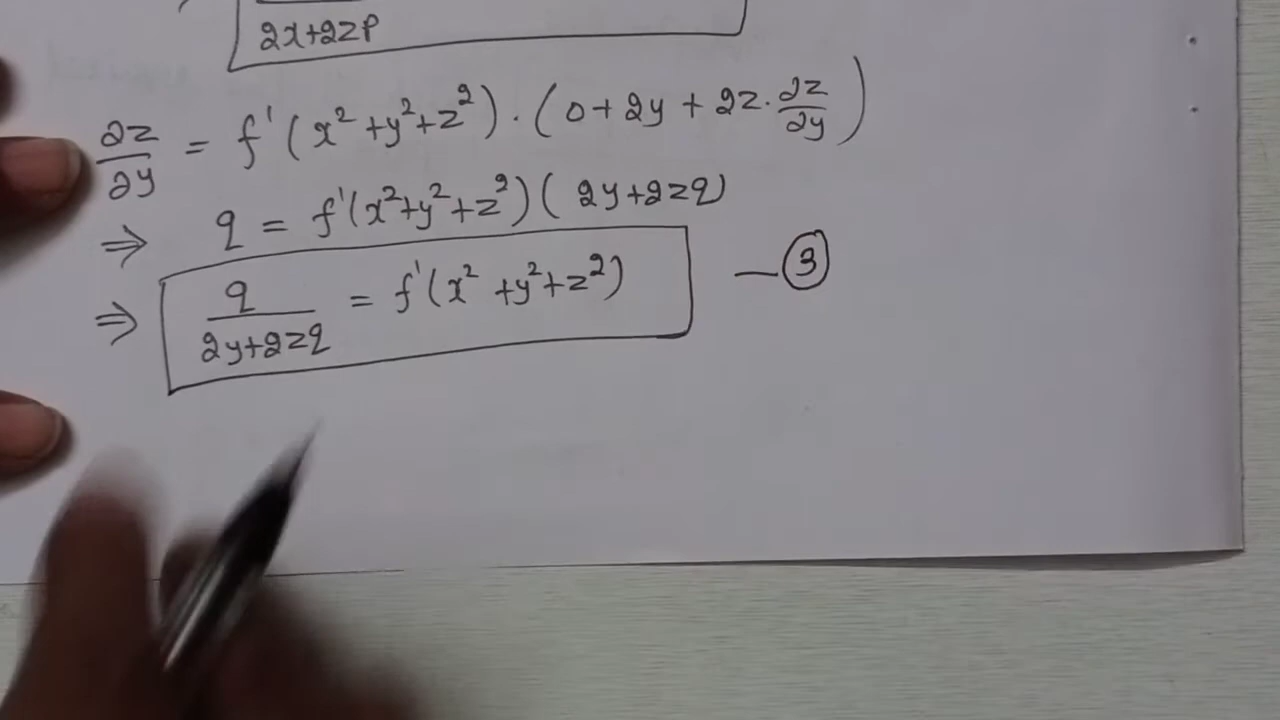 2x+2zp
∂z/∂y = f'(x²+y²+z²)·(0+2y+2z·∂z/∂y)
⇒ q = f'(x²+y²+z²)(2y+2zq)
⇒ q/(2y+2zq) = f'(x²+y²+z²) —③